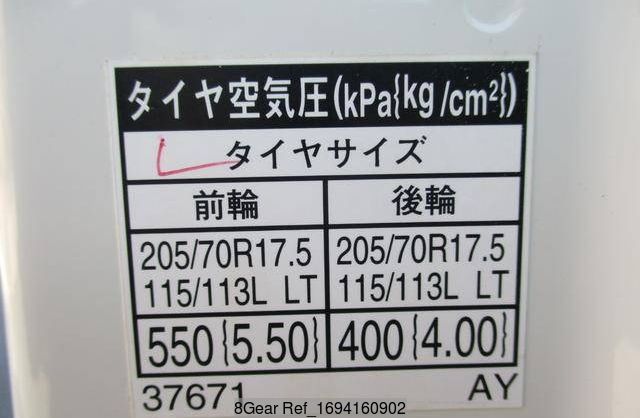 タイヤ空気圧(kPa{kg/cm²})
タイヤサイズ
前輪 後輪
205/70R17.5 205/70R17.5
115/113L LT 115/113L LT
550{5.50} 400{4.00}
37671 AY
8Gear Ref_1694160902